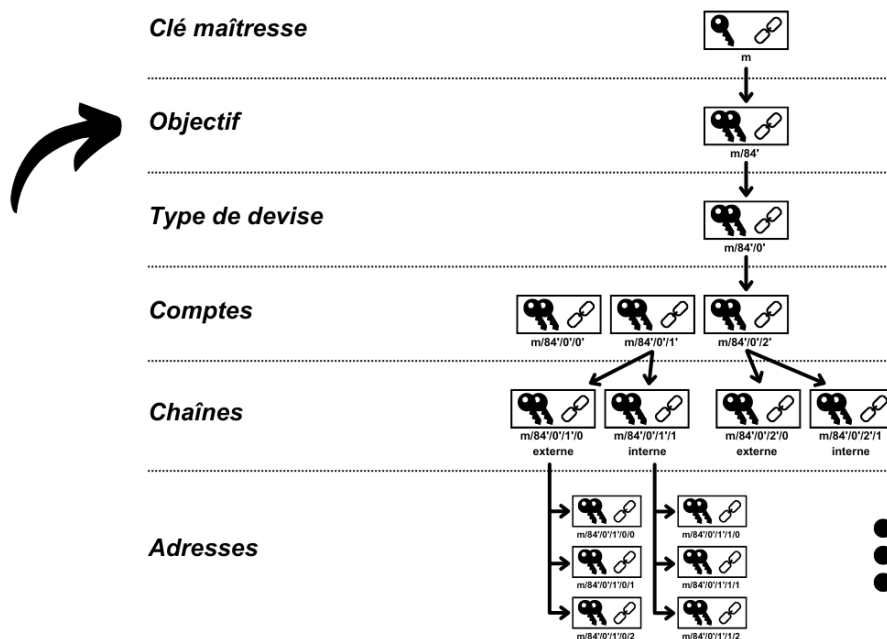 Clé maîtresse
m
Objectif
m/84'
Type de devise
m/84'/0'
Comptes
m/84'/0'/0' m/84'/0'/1' m/84'/0'/2'
Chaînes
m/84'/0'/1'/0 m/84'/0'/1'/1 m/84'/0'/2'/0 m/84'/0'/2'/1
externe interne externe interne
Adresses
m/84'/0'/1'/0/0 m/84'/0'/1'/1/0
m/84'/0'/1'/0/1 m/84'/0'/1'/1/1
m/84'/0'/1'/0/2 m/84'/0'/1'/1/2